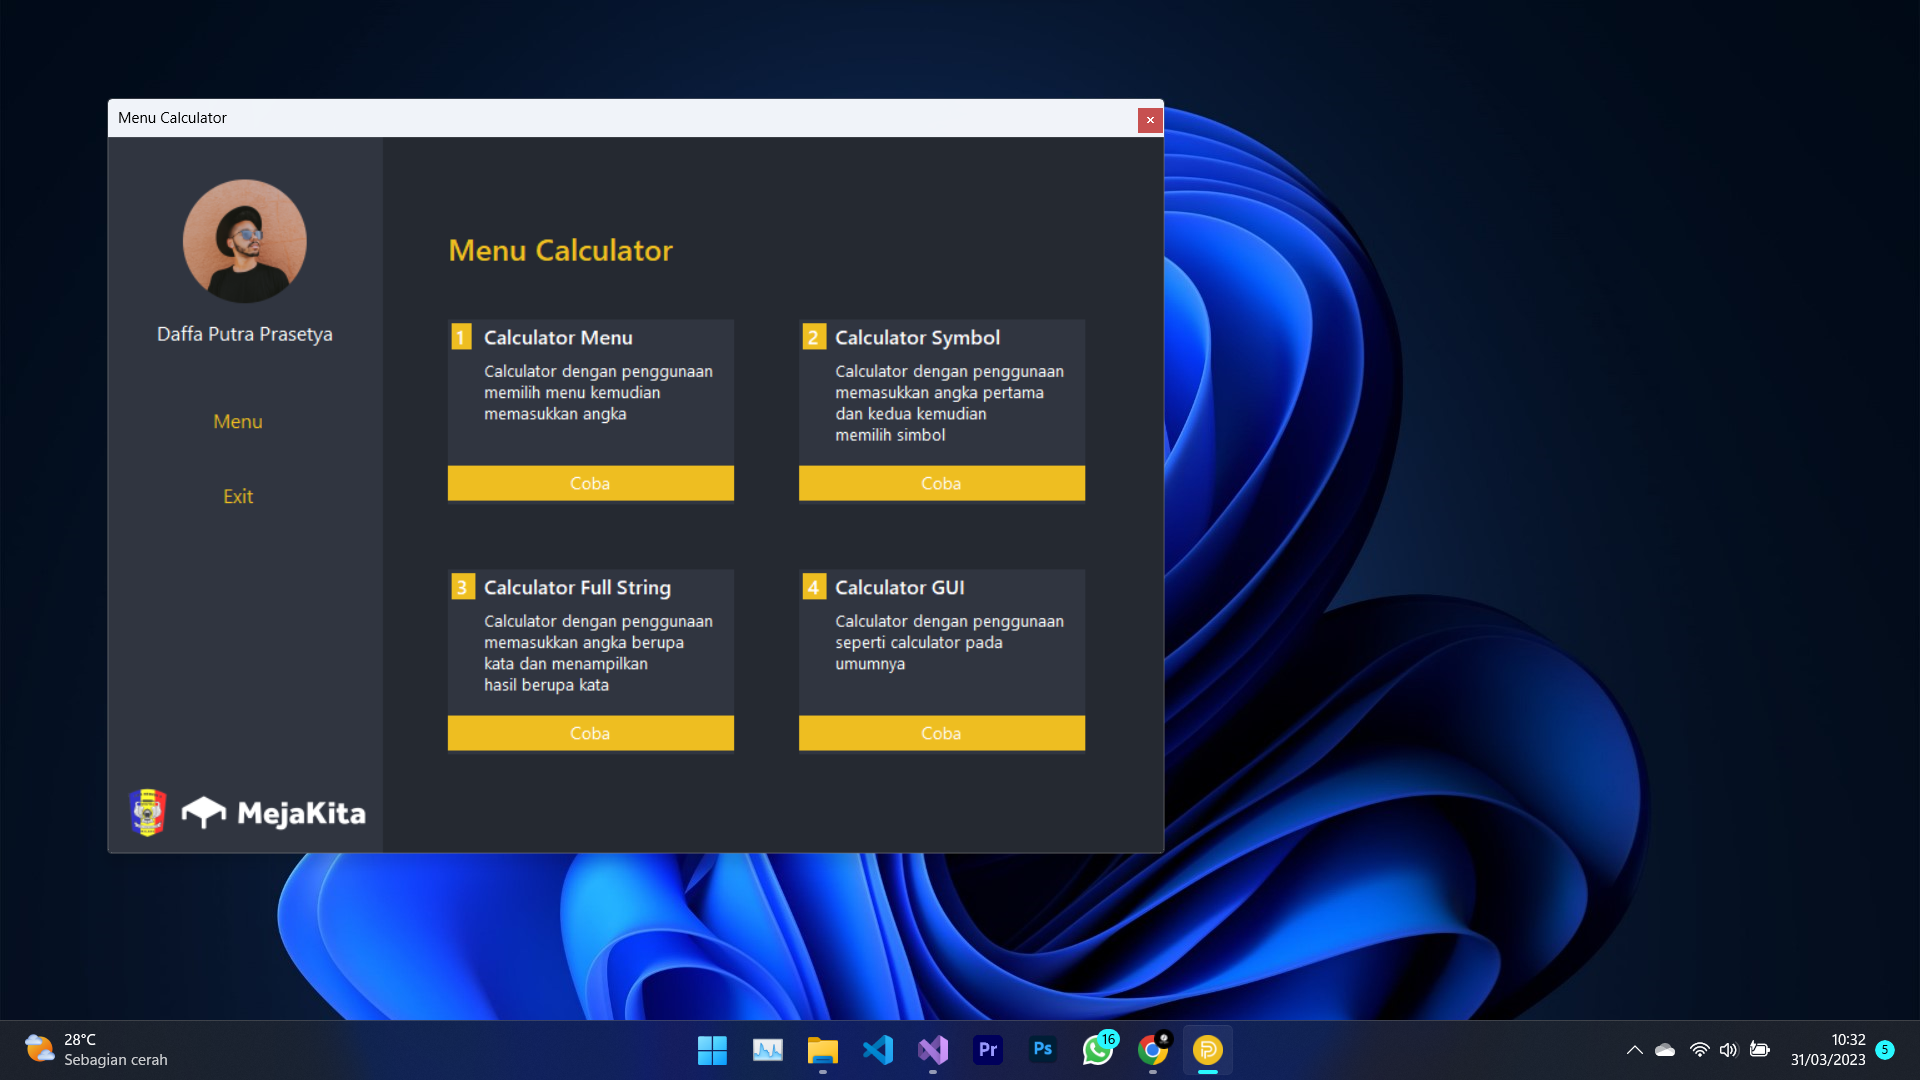 Menu Calculator
Daffa Putra Prasetya
Menu
Exit
MejaKita
Menu Calculator
1 Calculator Menu
Calculator dengan penggunaan
memilih menu kemudian
memasukkan angka
Coba
2 Calculator Symbol
Calculator dengan penggunaan
memasukkan angka pertama
dan kedua kemudian
memilih simbol
Coba
3 Calculator Full String
Calculator dengan penggunaan
memasukkan angka berupa
kata dan menampilkan
hasil berupa kata
Coba
4 Calculator GUI
Calculator dengan penggunaan
seperti calculator pada
umumnya
Coba
28°C
Sebagian cerah
Pr
Ps
16
10:32
31/03/2023
5